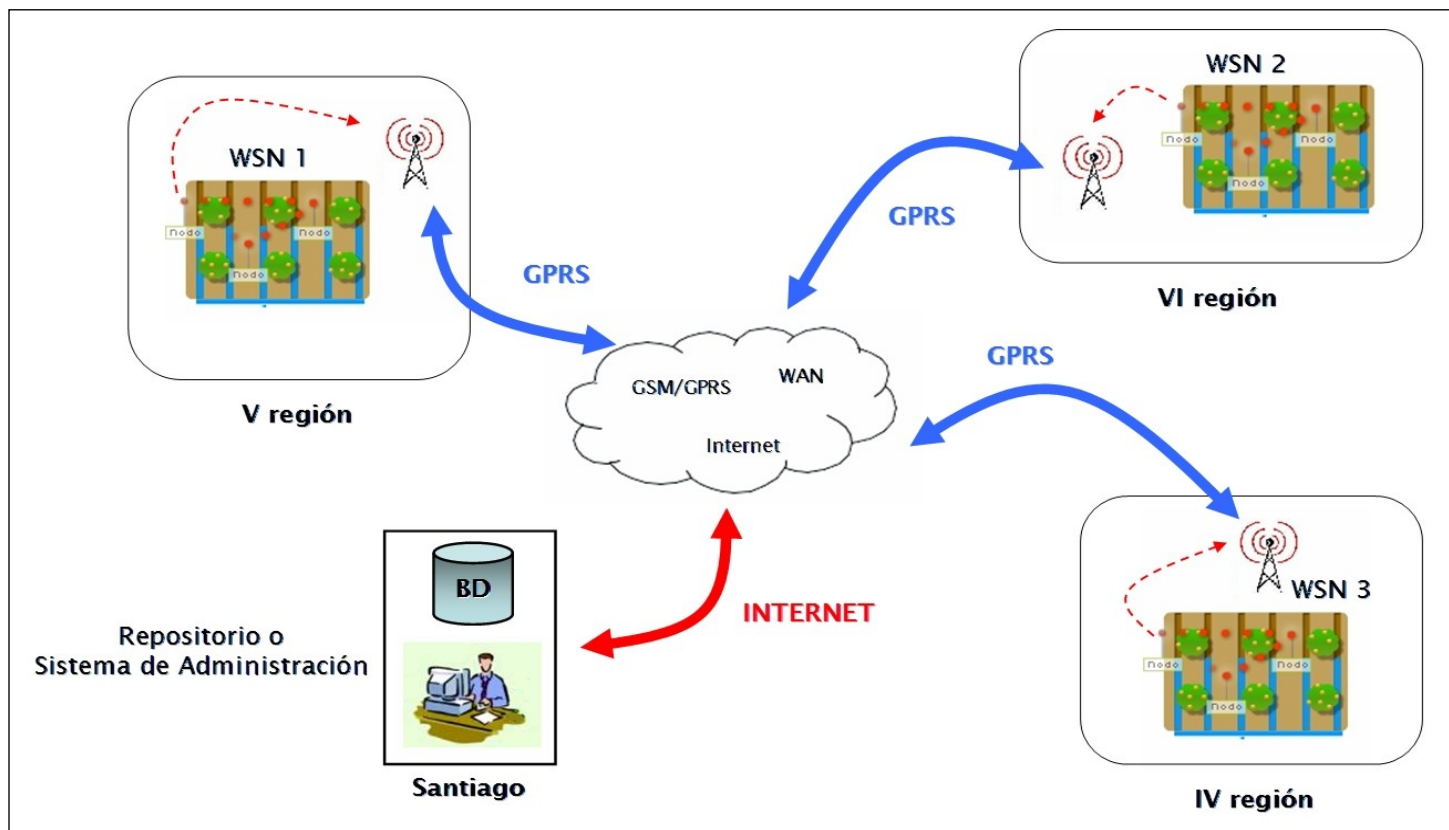 WSN 1
nodo
nodo
nodo
V región
GPRS
WSN 2
nodo
nodo
nodo
VI región
GPRS
GSM/GPRS
WAN
Internet
GPRS
WSN 3
nodo
nodo
nodo
IV región
INTERNET
BD
Repositorio o
Sistema de Administración
Santiago